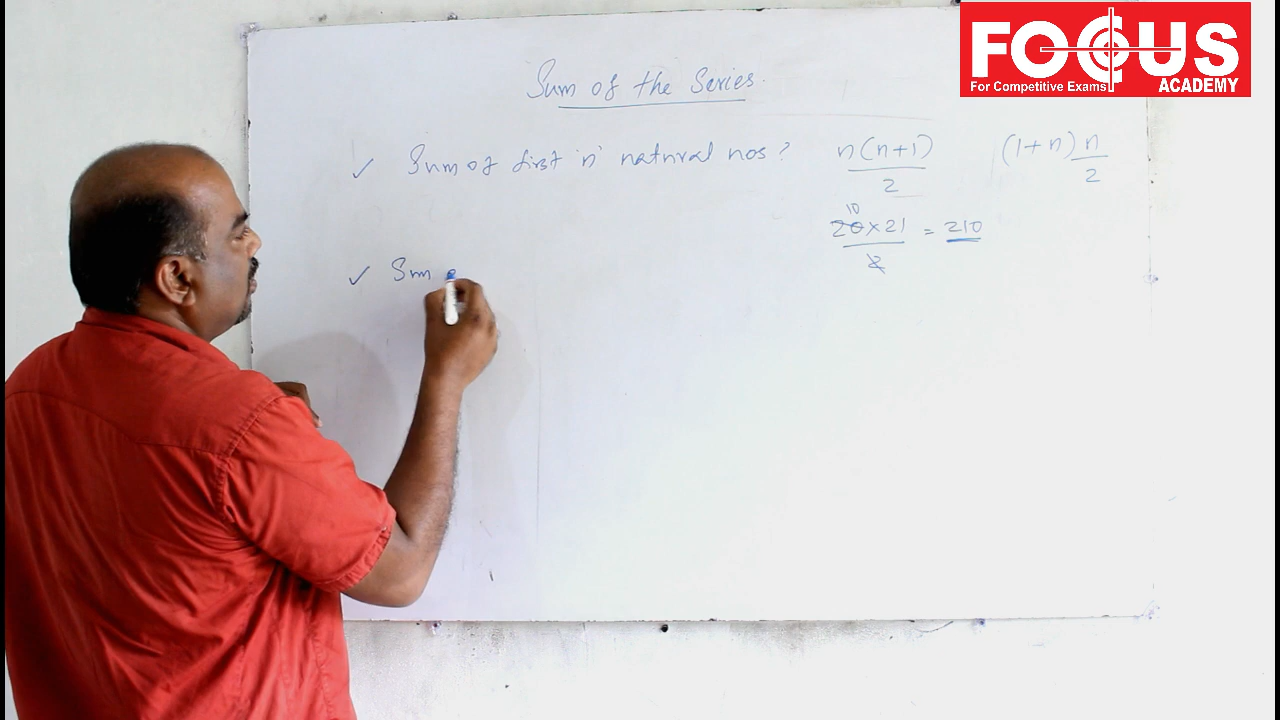 FOCUS
For Competitive Exams
ACADEMY
Sum of the Series.
✓ Sum of first 'n' natural nos? n(n+1)/2 (1+n) n/2
10
20×21/2 = 210
✓ Sum